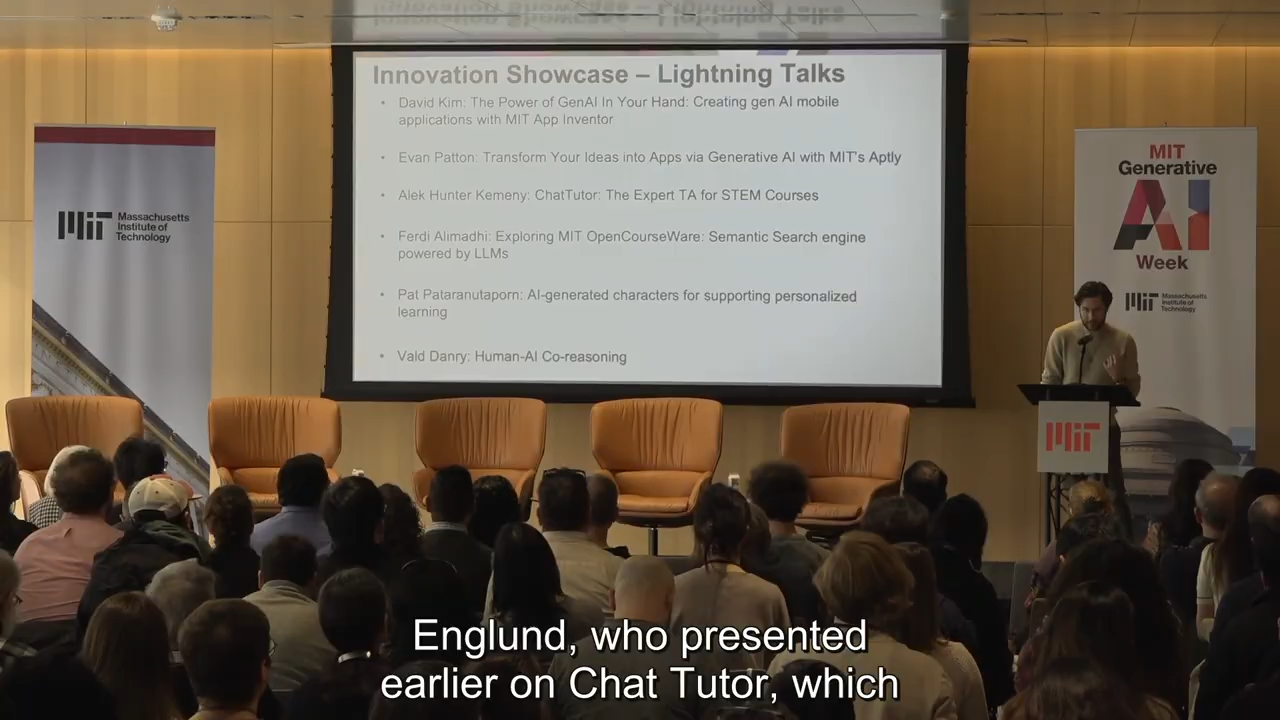 Innovation Showcase – Lightning Talks
• David Kim: The Power of GenAI In Your Hand: Creating gen AI mobile
applications with MIT App Inventor
• Evan Patton: Transform Your Ideas into Apps via Generative AI with MIT's Aptly
• Alek Hunter Kemeny: ChatTutor: The Expert TA for STEM Courses
• Ferdi Alimadhi: Exploring MIT OpenCourseWare: Semantic Search engine
powered by LLMs
• Pat Pataranutaporn: AI-generated characters for supporting personalized
learning
• Vald Danry: Human-AI Co-reasoning
MIT
Massachusetts
Institute of
Technology
MIT
Generative
AI
Week
MIT
Massachusetts
Institute of
Technology
MIT
Englund, who presented
earlier on Chat Tutor, which